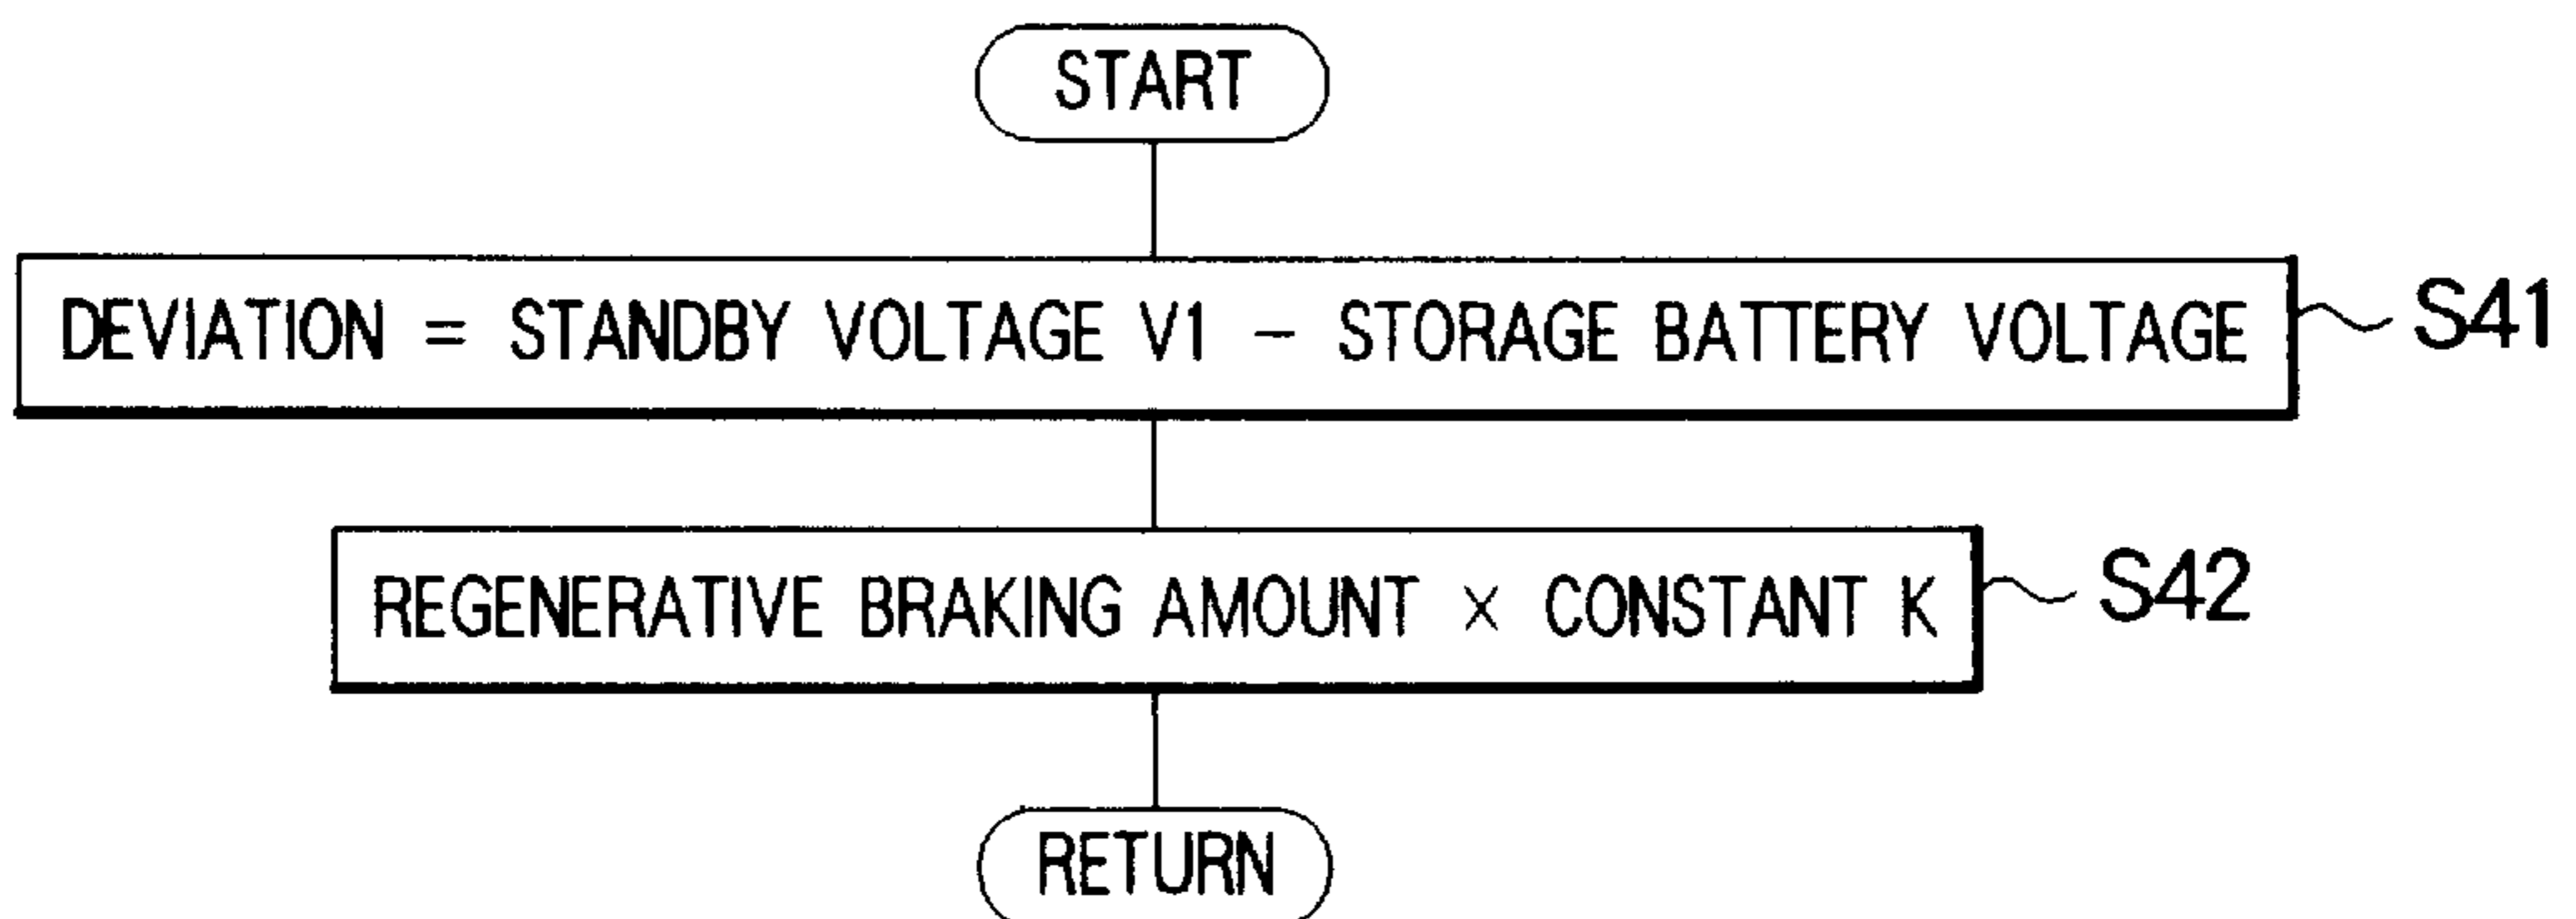 START
DEVIATION = STANDBY VOLTAGE V1 – STORAGE BATTERY VOLTAGE
S41
REGENERATIVE BRAKING AMOUNT × CONSTANT K
S42
RETURN